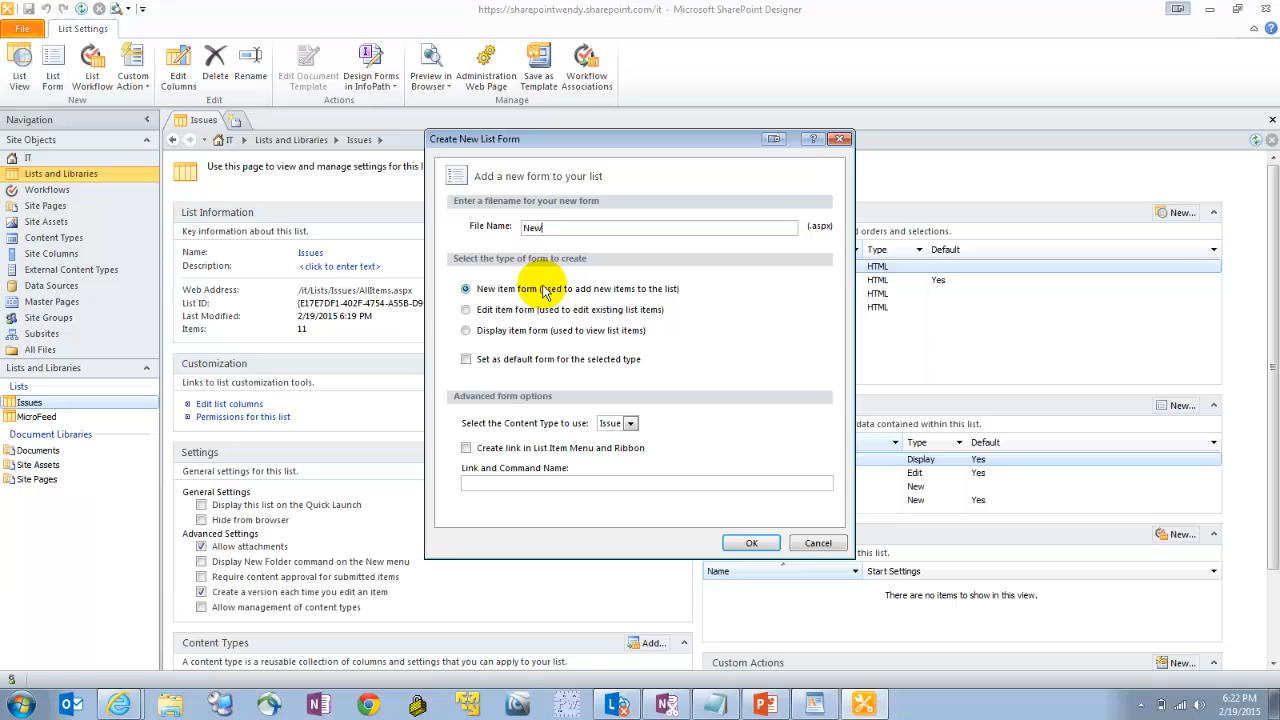 https://sharepointwendy.sharepoint.com/it - Microsoft SharePoint Designer
File
List Settings
List View
List Form
List Workflow
Custom Action
Edit Columns
Delete
Rename
Edit Document Template
Design Forms in InfoPath
Preview in Browser
Administration Web Page
Save as Template
Workflow Associations
New
Edit
Actions
Manage
Navigation
Site Objects
IT
Lists and Libraries
Workflows
Site Pages
Site Assets
Content Types
Site Columns
External Content Types
Data Sources
Master Pages
Site Groups
Subsites
All Files
Lists and Libraries
Lists
Issues
MicroFeed
Document Libraries
Documents
Site Assets
Site Pages
Issues
IT
Lists and Libraries
Issues
Use this page to view and manage settings for this l
List Information
Key information about this list.
Name: Issues
Description: <click to enter text>
Web Address: /it/Lists/Issues/AllItems.aspx
List ID: {E17E7DF1-402F-4754-A55B-D9
Last Modified: 2/19/2015 6:19 PM
Items: 11
Customization
Links to list customization tools.
Edit list columns
Permissions for this list
Settings
General settings for this list.
General Settings
Display this list on the Quick Launch
Hide from browser
Advanced Settings
Allow attachments
Display New Folder command on the New menu
Require content approval for submitted items
Create a version each time you edit an item
Allow management of content types
Content Types
Add...
A content type is a reusable collection of columns and settings that you can apply to your list.
Create New List Form
Add a new form to your list
Enter a filename for your new form
File Name: New (.aspx)
Select the type of form to create
New item form (used to add new items to the list)
Edit item form (used to edit existing list items)
Display item form (used to view list items)
Set as default form for the selected type
Advanced form options
Select the Content Type to use: Issue
Create link in List Item Menu and Ribbon
Link and Command Name:
OK
Cancel
New...
orders and selections.
Type Default
HTML
HTML Yes
HTML
HTML
New...
data contained within this list.
Type Default
Display Yes
Edit Yes
New
New Yes
New...
this list.
Name Start Settings
There are no items to show in this view.
Custom Actions
New...
6:22 PM
2/19/2015